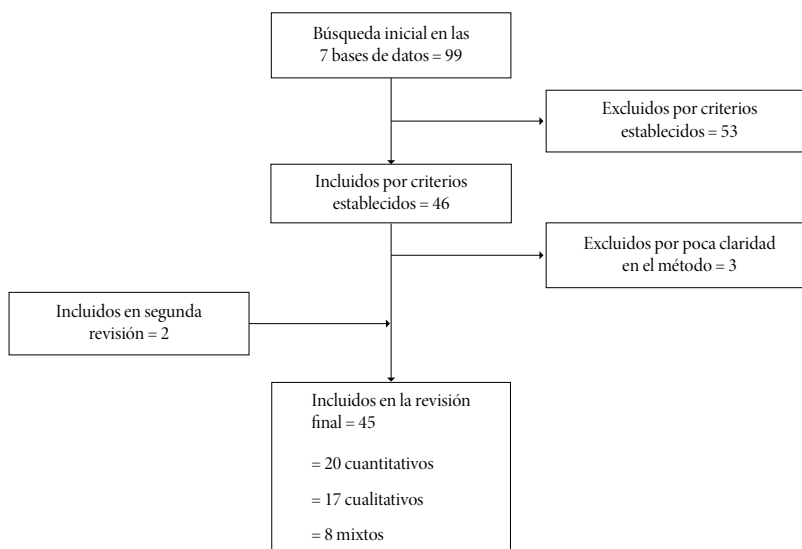 Búsqueda inicial en las
7 bases de datos = 99
Excluidos por criterios
establecidos = 53
Incluidos por criterios
establecidos = 46
Excluidos por poca claridad
en el método = 3
Incluidos en segunda
revisión = 2
Incluidos en la revisión
final = 45
= 20 cuantitativos
= 17 cualitativos
= 8 mixtos